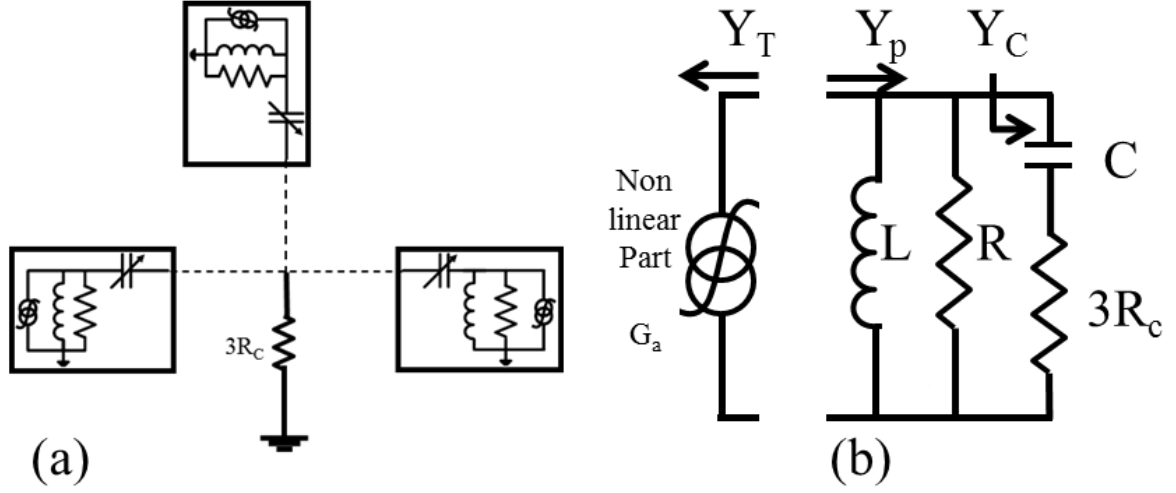 3R_C
(a)
Y_T Y_p Y_C
Non
linear
Part
G_a
L
R
C
3R_c
(b)